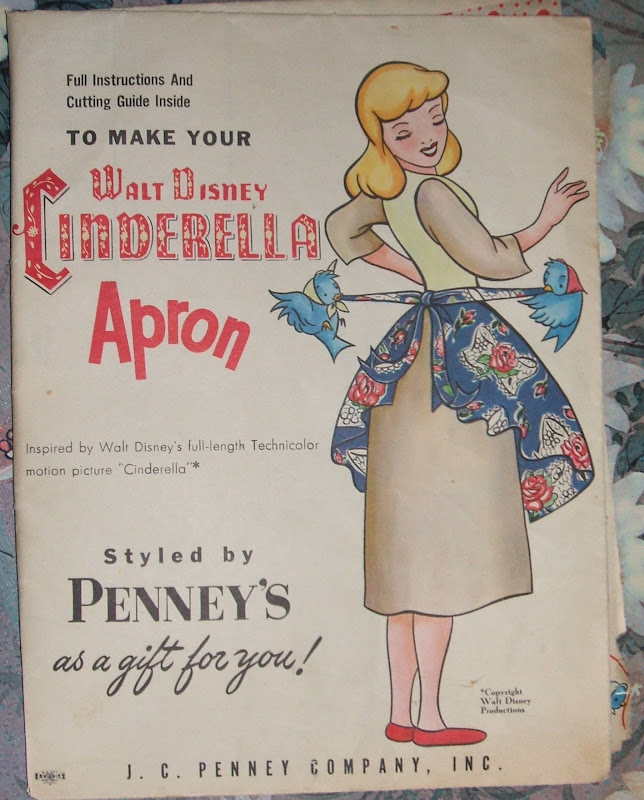 Full Instructions And
Cutting Guide Inside
TO MAKE YOUR
WALT DISNEY
CINDERELLA
Apron
Inspired by Walt Disney's full-length Technicolor
motion picture "Cinderella"*
Styled by
PENNEY'S
as a gift for you!
*Copyright
Walt Disney
Productions
J. C. PENNEY COMPANY, INC.